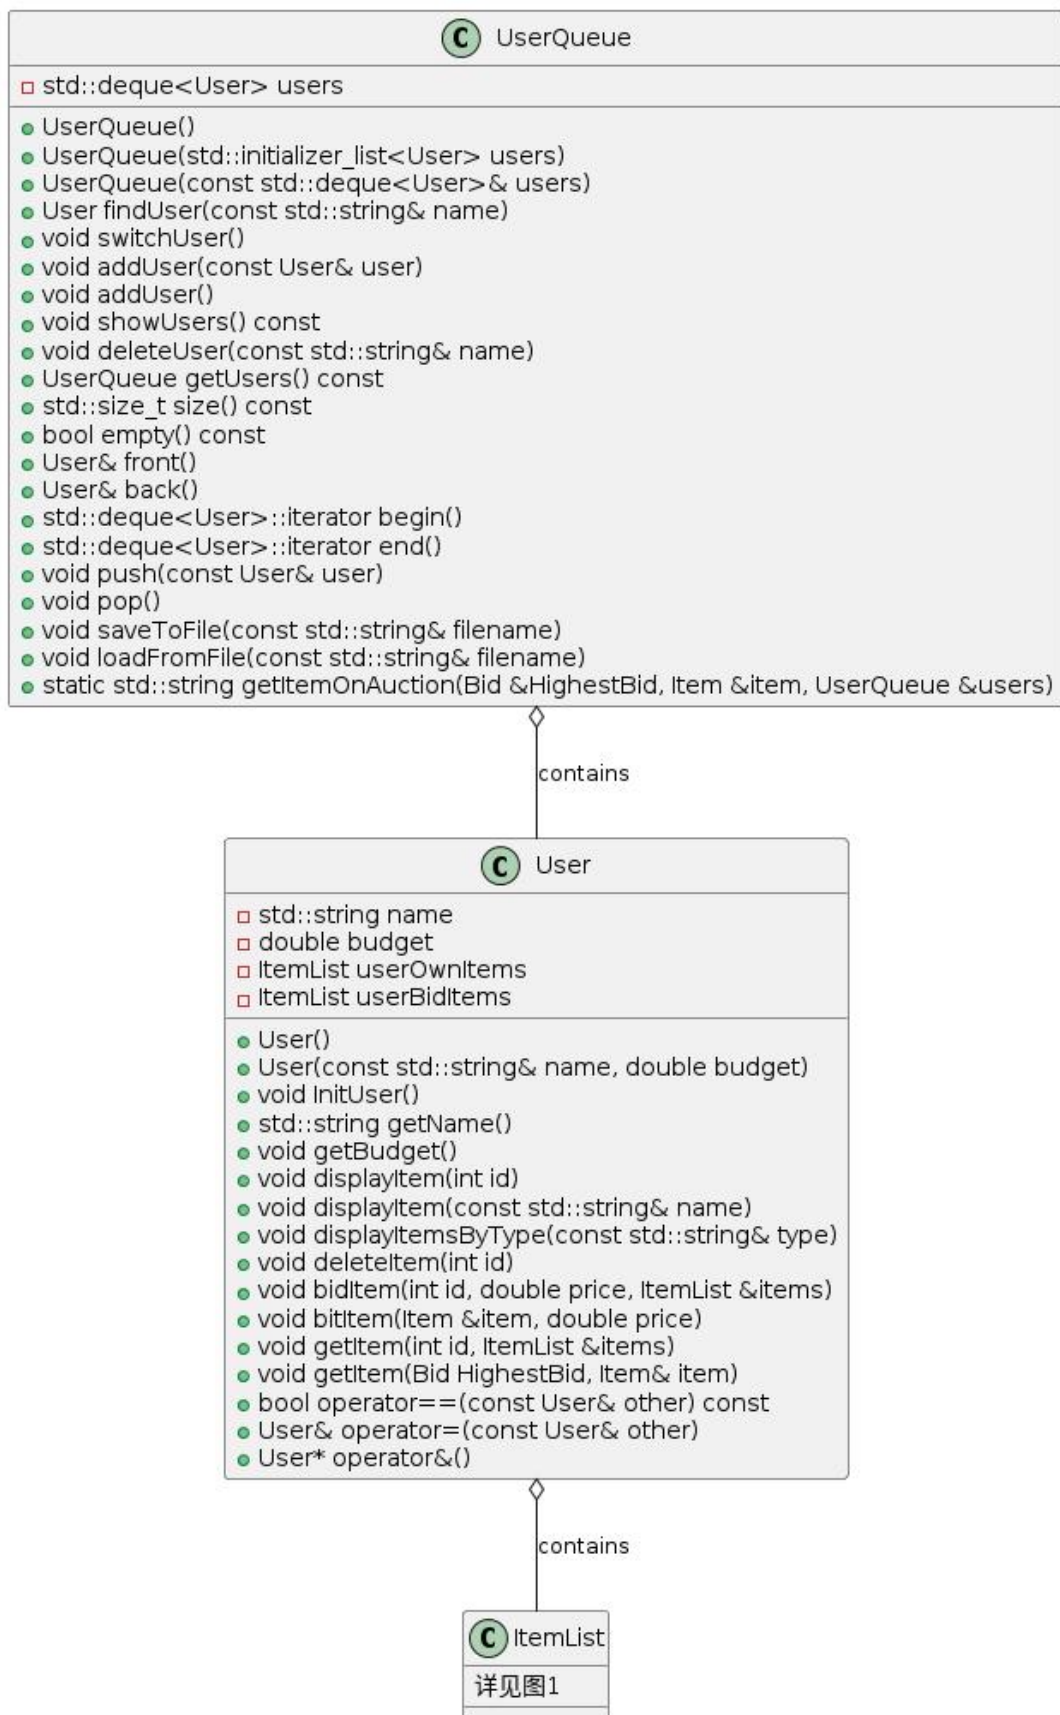 C UserQueue
std::deque<User> users
UserQueue()
UserQueue(std::initializer_list<User> users)
UserQueue(const std::deque<User>& users)
User findUser(const std::string& name)
void switchUser()
void addUser(const User& user)
void addUser()
void showUsers() const
void deleteUser(const std::string& name)
UserQueue getUsers() const
std::size_t size() const
bool empty() const
User& front()
User& back()
std::deque<User>::iterator begin()
std::deque<User>::iterator end()
void push(const User& user)
void pop()
void saveToFile(const std::string& filename)
void loadFromFile(const std::string& filename)
static std::string getItemOnAuction(Bid &HighestBid, Item &item, UserQueue &users)
contains
C User
std::string name
double budget
ItemList userOwnItems
ItemList userBidItems
User()
User(const std::string& name, double budget)
void InitUser()
std::string getName()
void getBudget()
void displayItem(int id)
void displayItem(const std::string& name)
void displayItemsByType(const std::string& type)
void deleteItem(int id)
void bidItem(int id, double price, ItemList &items)
void bitItem(Item &item, double price)
void getItem(int id, ItemList &items)
void getItem(Bid HighestBid, Item& item)
bool operator==(const User& other) const
User& operator=(const User& other)
User* operator&()
contains
C ItemList
详见图1